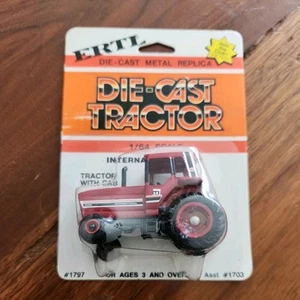 ERTL
DIE-CAST METAL REPLICA
DIE-CAST
TRACTOR
1/64 SCALE
INTERNA
TRACTOR
WITH CAB
#1797 FOR AGES 3 AND OVER Asst #1703